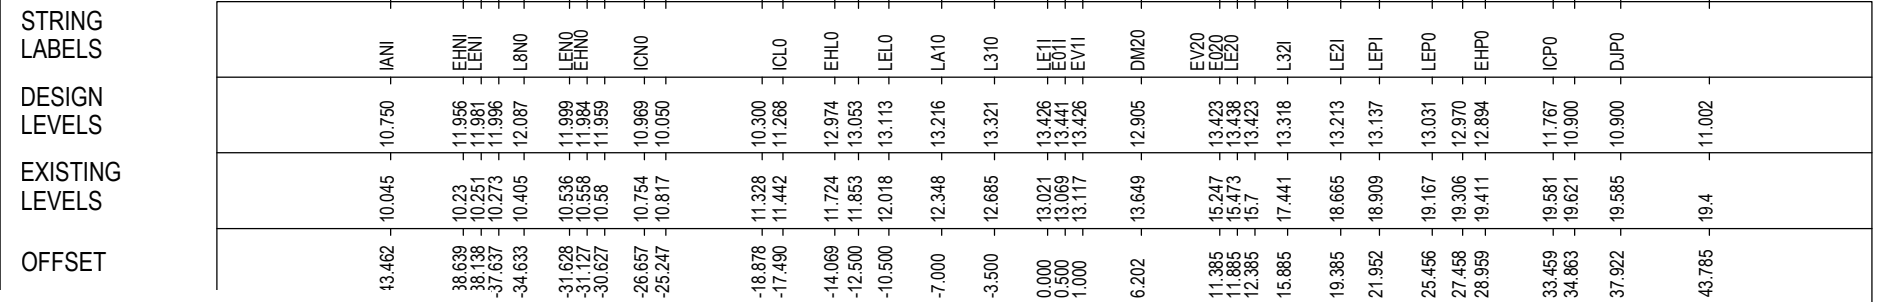 STRING
LABELS
IANI EHNI LENI L8N0 LEN0 EHN0 ICN0 ICL0 EHL0 LEL0 LA10 L310 LE1I E01I EV1I DM20 EV20 E020 LE20 L32I LE2I LEPI LEP0 EHP0 ICP0 DJP0
DESIGN
LEVELS
10.750 11.956 11.981 11.996 12.087 11.999 11.984 11.959 10.969 10.050 10.300 11.268 12.974 13.053 13.113 13.216 13.321 13.426 13.441 13.426 12.905 13.423 13.438 13.423 13.318 13.213 13.137 13.031 12.970 12.894 11.767 10.900 10.900 11.002
EXISTING
LEVELS
10.045 10.23 10.251 10.273 10.405 10.536 10.558 10.58 10.754 10.817 11.328 11.442 11.724 11.853 12.018 12.348 12.685 13.021 13.069 13.117 13.649 15.247 15.473 15.7 17.441 18.665 18.909 19.167 19.306 19.411 19.581 19.621 19.585 19.4
OFFSET
43.462 38.639 38.138 -37.637 -34.633 -31.628 -31.127 -30.627 -26.657 -25.247 -18.878 -17.490 -14.069 -12.500 -10.500 -7.000 -3.500 0.000 0.500 1.000 6.202 11.385 11.885 12.385 15.885 19.385 21.952 25.456 27.458 28.959 33.459 34.863 37.922 43.785